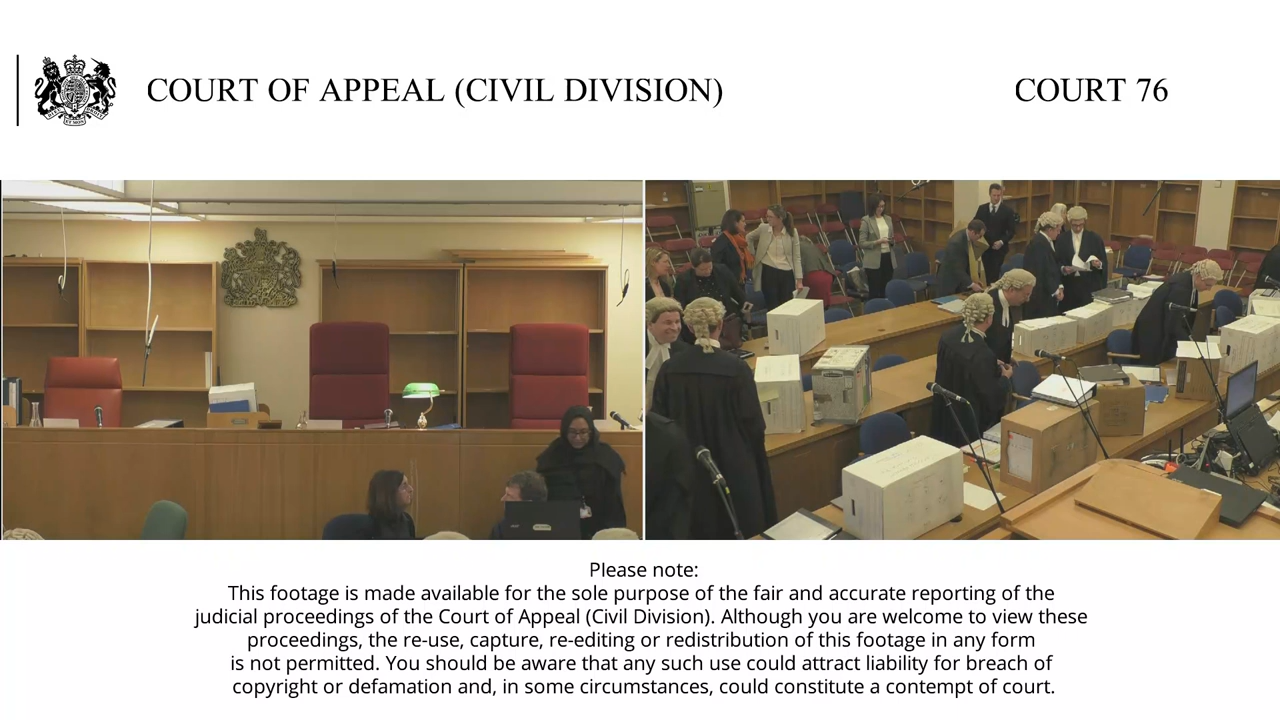 COURT OF APPEAL (CIVIL DIVISION)
COURT 76
Please note:
This footage is made available for the sole purpose of the fair and accurate reporting of the
judicial proceedings of the Court of Appeal (Civil Division). Although you are welcome to view these
proceedings, the re-use, capture, re-editing or redistribution of this footage in any form
is not permitted. You should be aware that any such use could attract liability for breach of
copyright or defamation and, in some circumstances, could constitute a contempt of court.